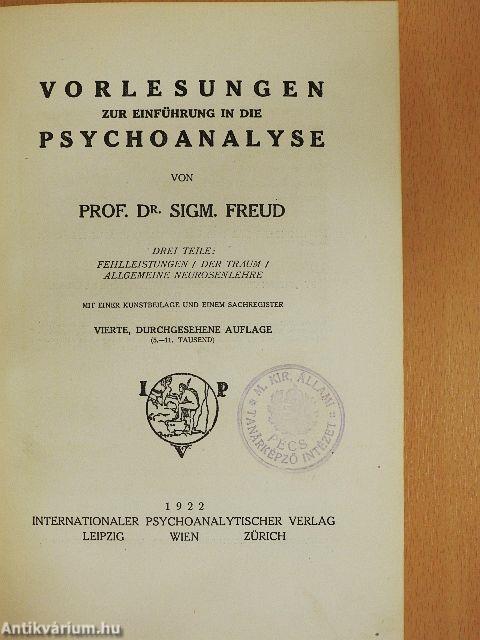 VORLESUNGEN
ZUR EINFÜHRUNG IN DIE
PSYCHOANALYSE
VON
PROF. DR. SIGM. FREUD
DREI TEILE:
FEHLLEISTUNGEN / DER TRAUM /
ALLGEMEINE NEUROSENLEHRE
MIT EINER KUNSTBEILAGE UND EINEM SACHREGISTER
VIERTE, DURCHGESEHENE AUFLAGE
(5.—11. TAUSEND)
I P
V
M. KIR. ÁLLAMI
TANÁRKÉPZŐ INTÉZET
PÉCS
1922
INTERNATIONALER PSYCHOANALYTISCHER VERLAG
LEIPZIG WIEN ZÜRICH
Antikvárium.hu